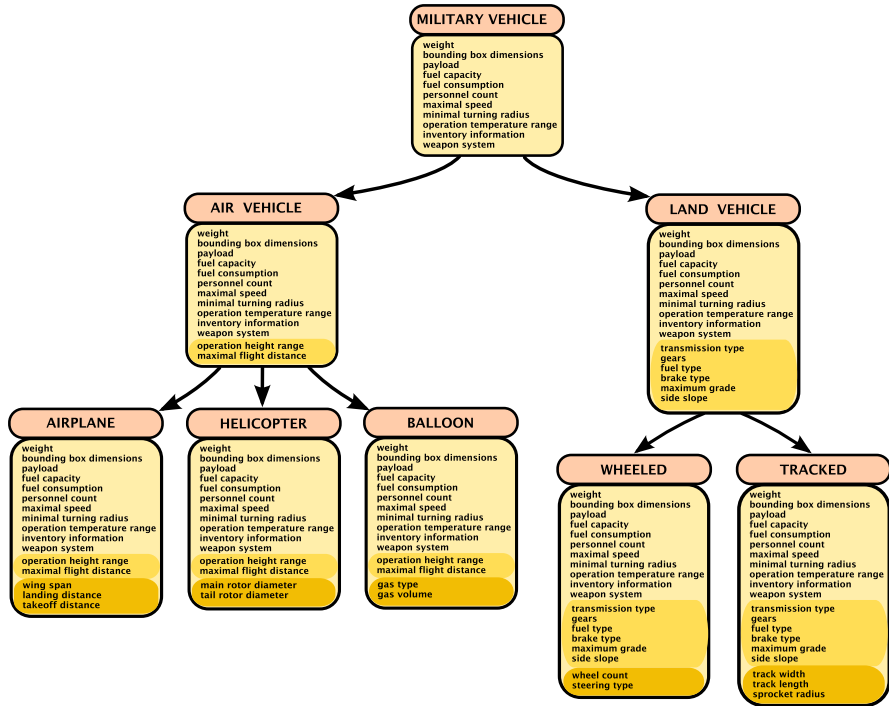 MILITARY VEHICLE
weight
bounding box dimensions
payload
fuel capacity
fuel consumption
personnel count
maximal speed
minimal turning radius
operation temperature range
inventory information
weapon system
AIR VEHICLE
weight
bounding box dimensions
payload
fuel capacity
fuel consumption
personnel count
maximal speed
minimal turning radius
operation temperature range
inventory information
weapon system
operation height range
maximal flight distance
LAND VEHICLE
weight
bounding box dimensions
payload
fuel capacity
fuel consumption
personnel count
maximal speed
minimal turning radius
operation temperature range
inventory information
weapon system
transmission type
gears
fuel type
brake type
maximum grade
side slope
AIRPLANE
weight
bounding box dimensions
payload
fuel capacity
fuel consumption
personnel count
maximal speed
minimal turning radius
operation temperature range
inventory information
weapon system
operation height range
maximal flight distance
wing span
landing distance
takeoff distance
HELICOPTER
weight
bounding box dimensions
payload
fuel capacity
fuel consumption
personnel count
maximal speed
minimal turning radius
operation temperature range
inventory information
weapon system
operation height range
maximal flight distance
main rotor diameter
tail rotor diameter
BALLOON
weight
bounding box dimensions
payload
fuel capacity
fuel consumption
personnel count
maximal speed
minimal turning radius
operation temperature range
inventory information
weapon system
operation height range
maximal flight distance
gas type
gas volume
WHEELED
weight
bounding box dimensions
payload
fuel capacity
fuel consumption
personnel count
maximal speed
minimal turning radius
operation temperature range
inventory information
weapon system
transmission type
gears
fuel type
brake type
maximum grade
side slope
wheel count
steering type
TRACKED
weight
bounding box dimensions
payload
fuel capacity
fuel consumption
personnel count
maximal speed
minimal turning radius
operation temperature range
inventory information
weapon system
transmission type
gears
fuel type
brake type
maximum grade
side slope
track width
track length
sprocket radius